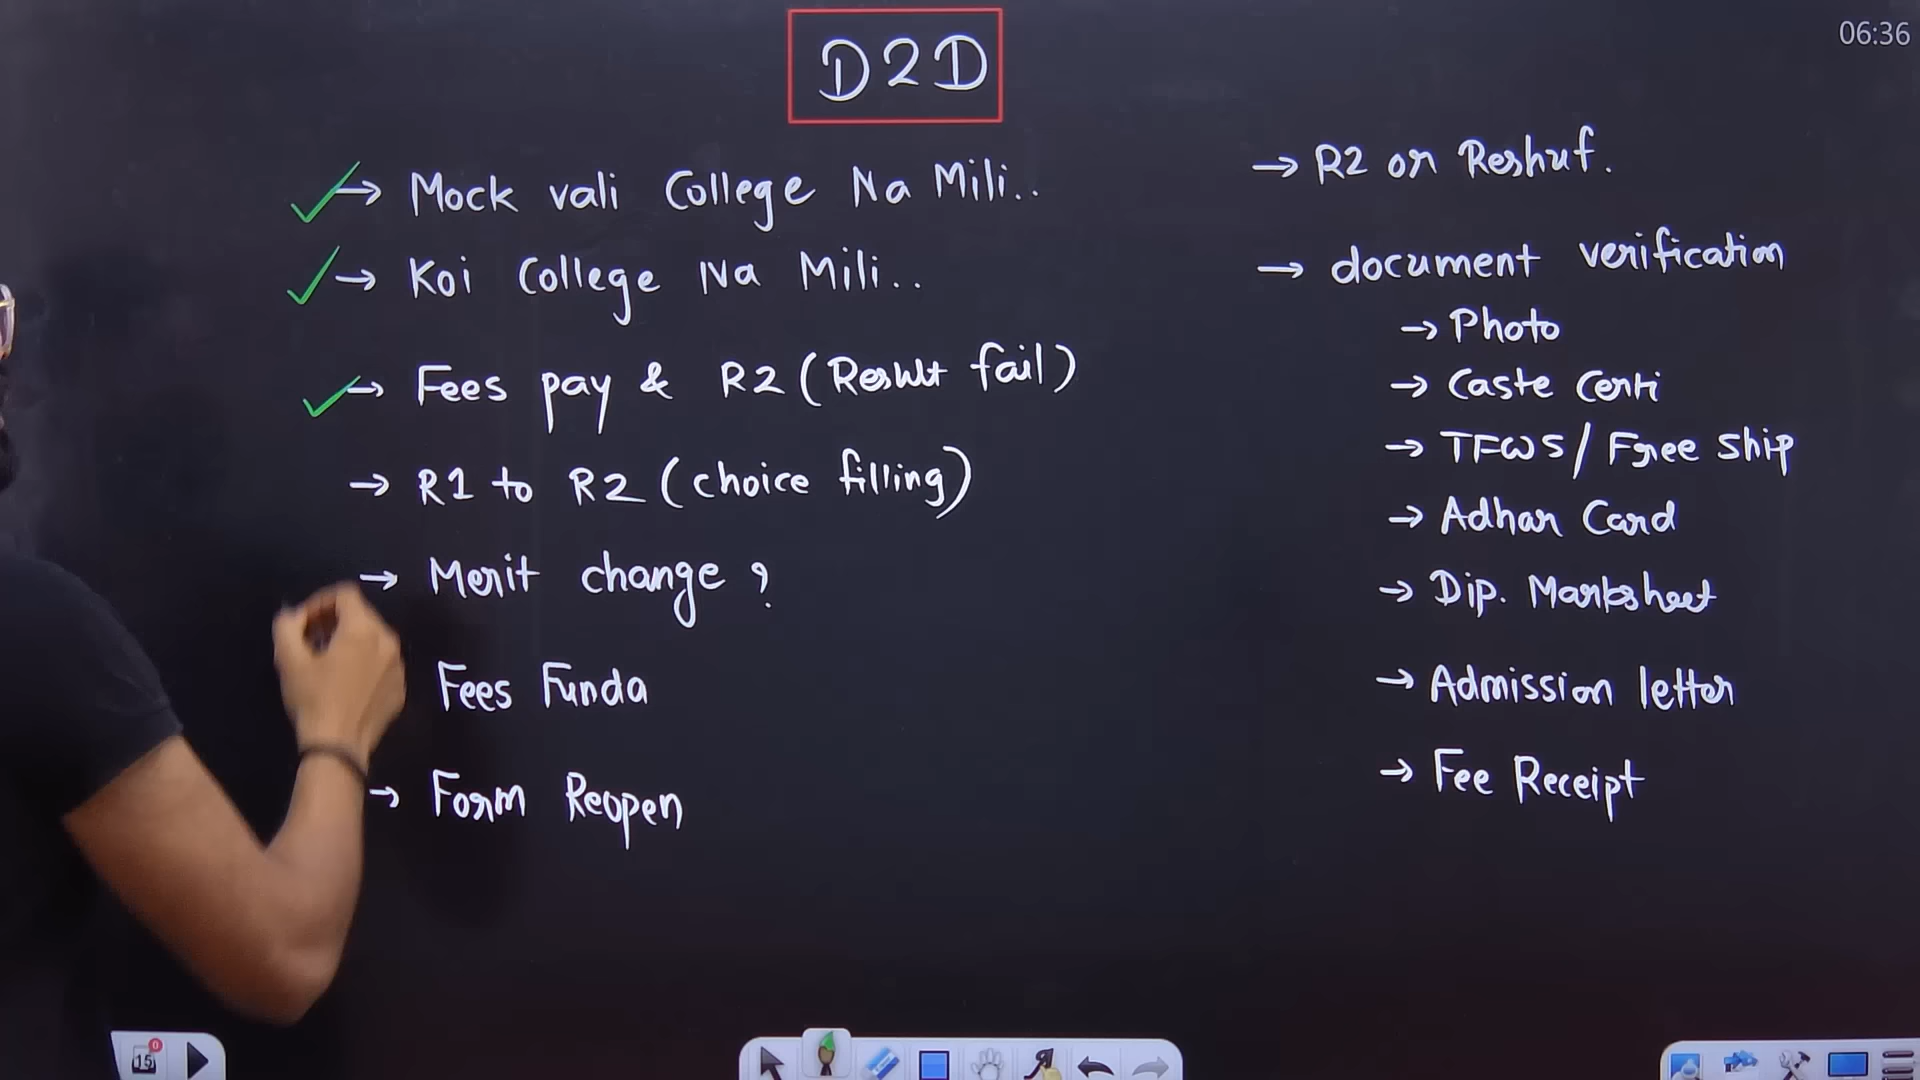 D2D
06:36
→ Mock vali College Na Mili..
→ Koi College Na Mili..
→ Fees pay & R2 (Result fail)
→ R1 to R2 (choice filling)
→ Merit change ?
Fees Funda
→ Form Reopen
→ R2 or Reshuf.
→ document verification
→ Photo
→ Caste Certi
→ TFWS / Free Ship
→ Adhar Card
→ Dip. Marksheet
→ Admission letter
→ Fee Receipt
15
0